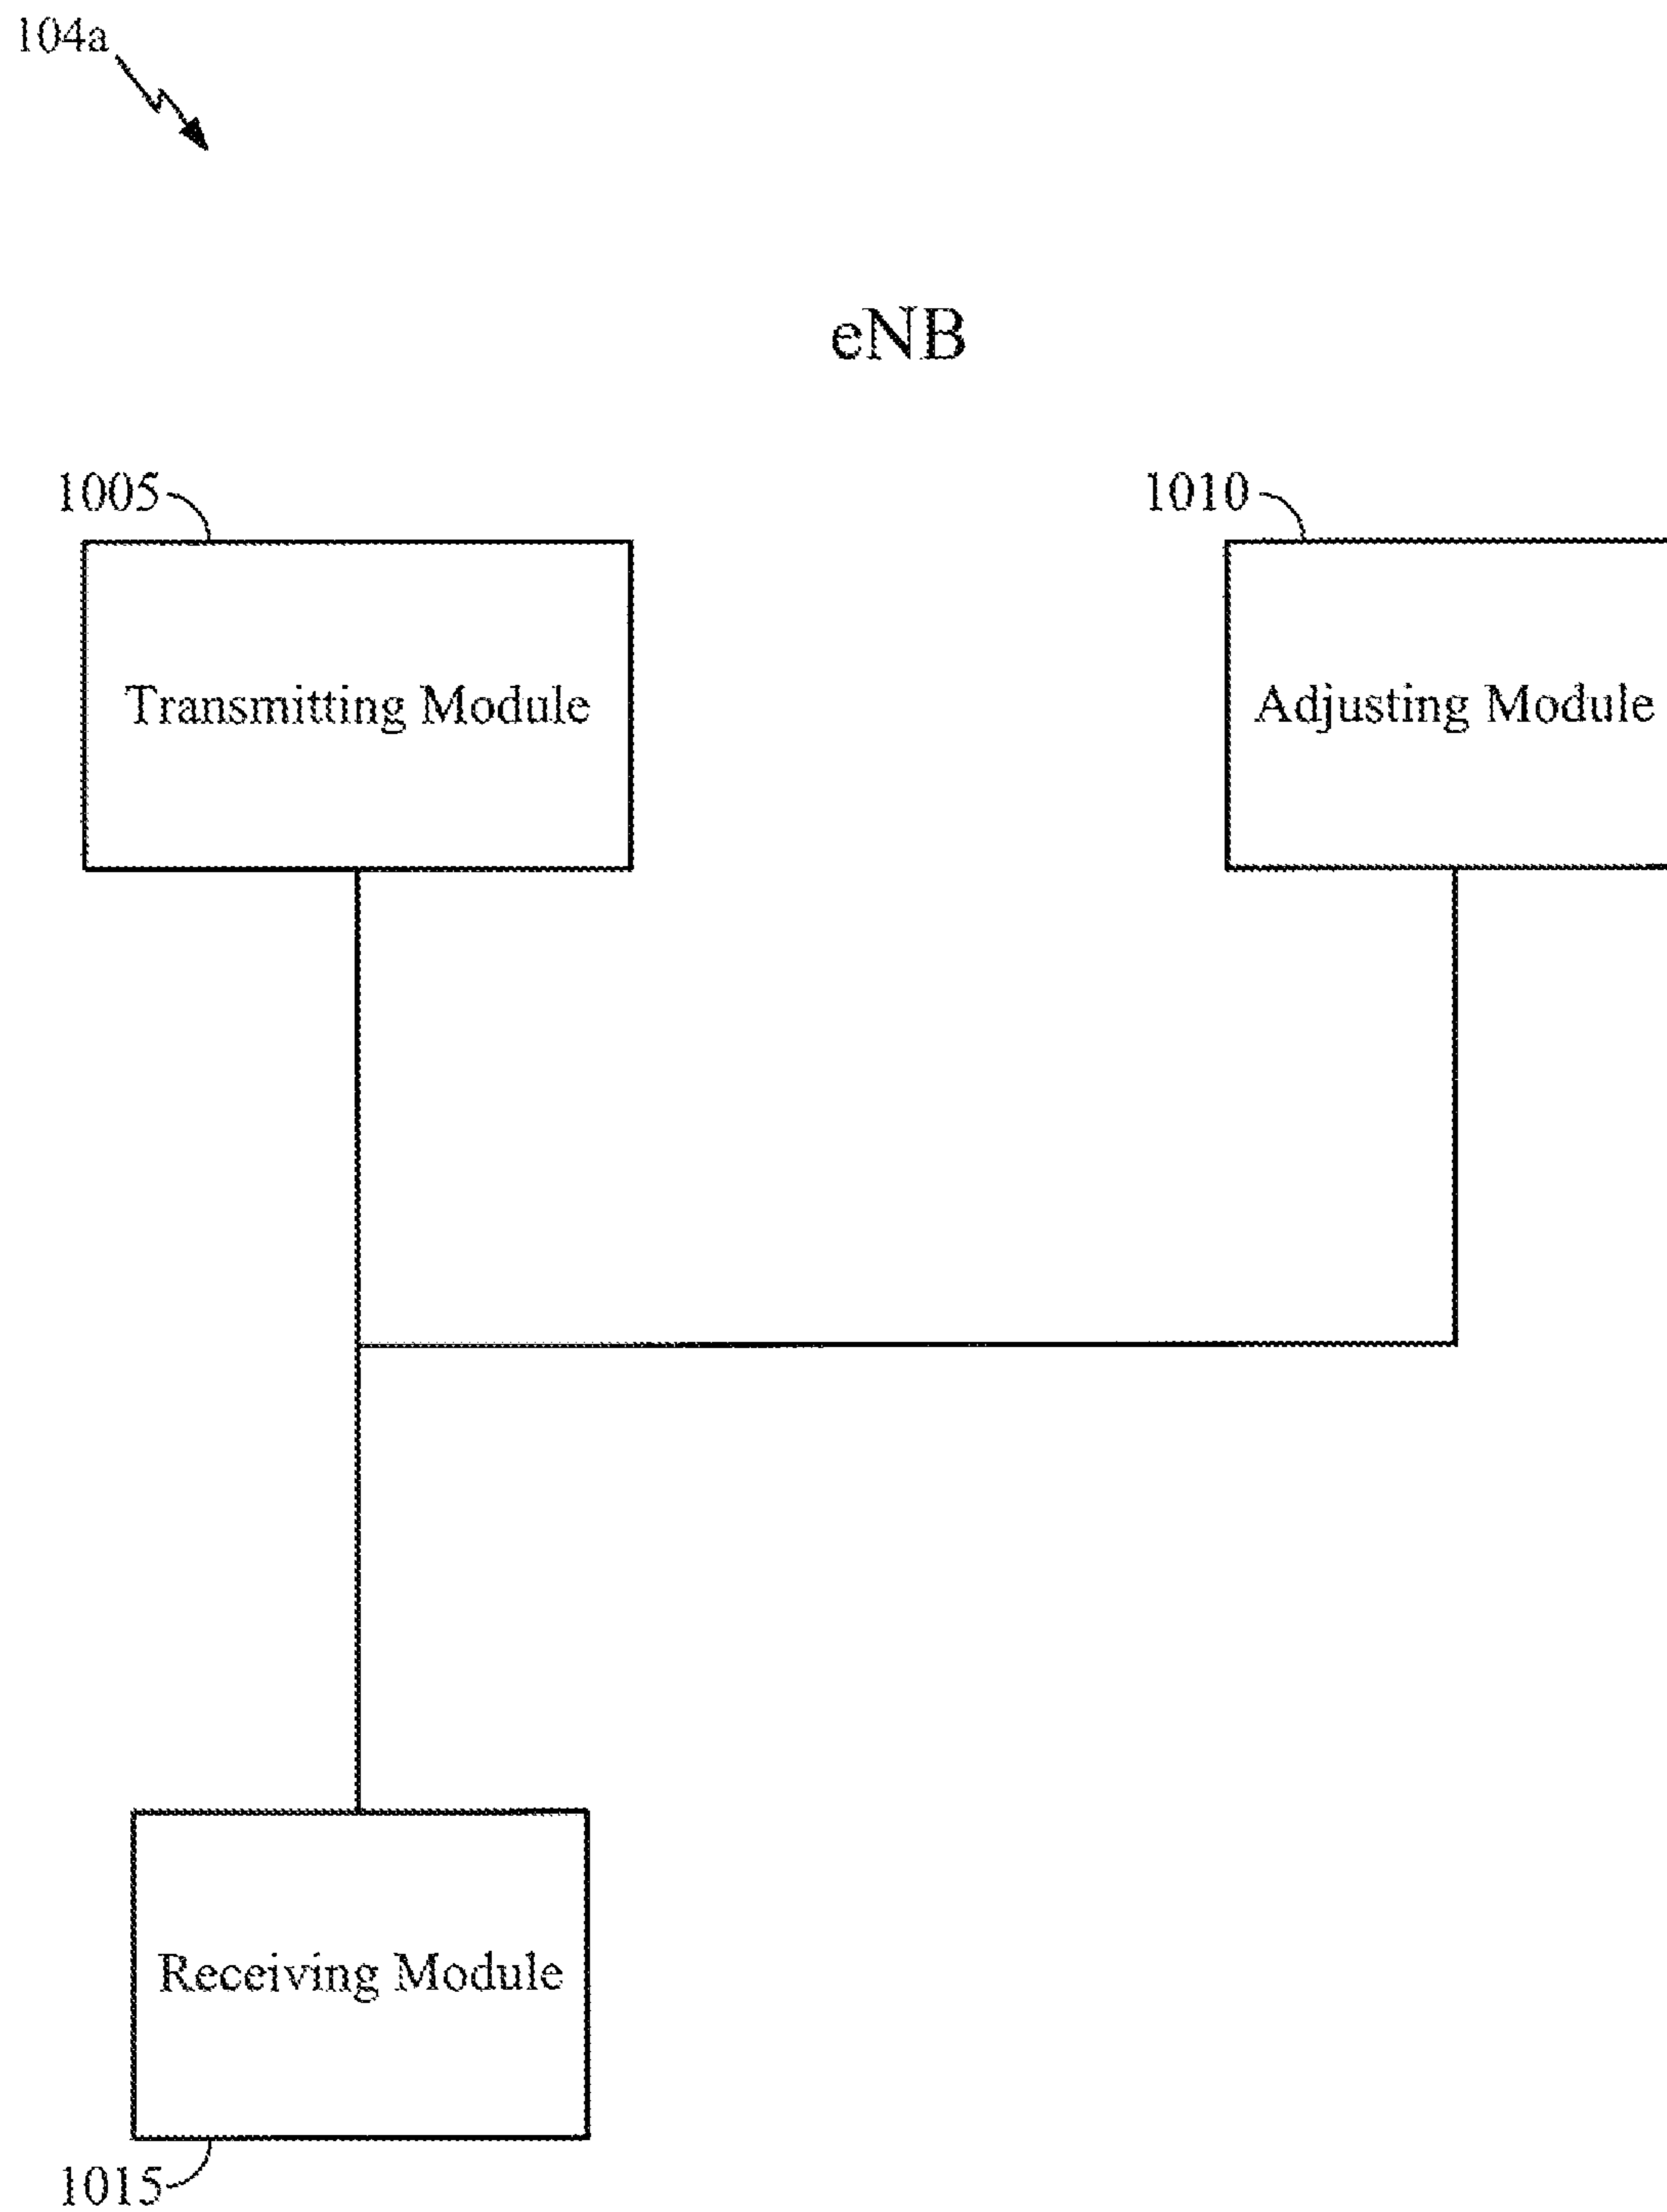 104a
eNB
1005
1010
Transmitting Module
Adjusting Module
Receiving Module
1015